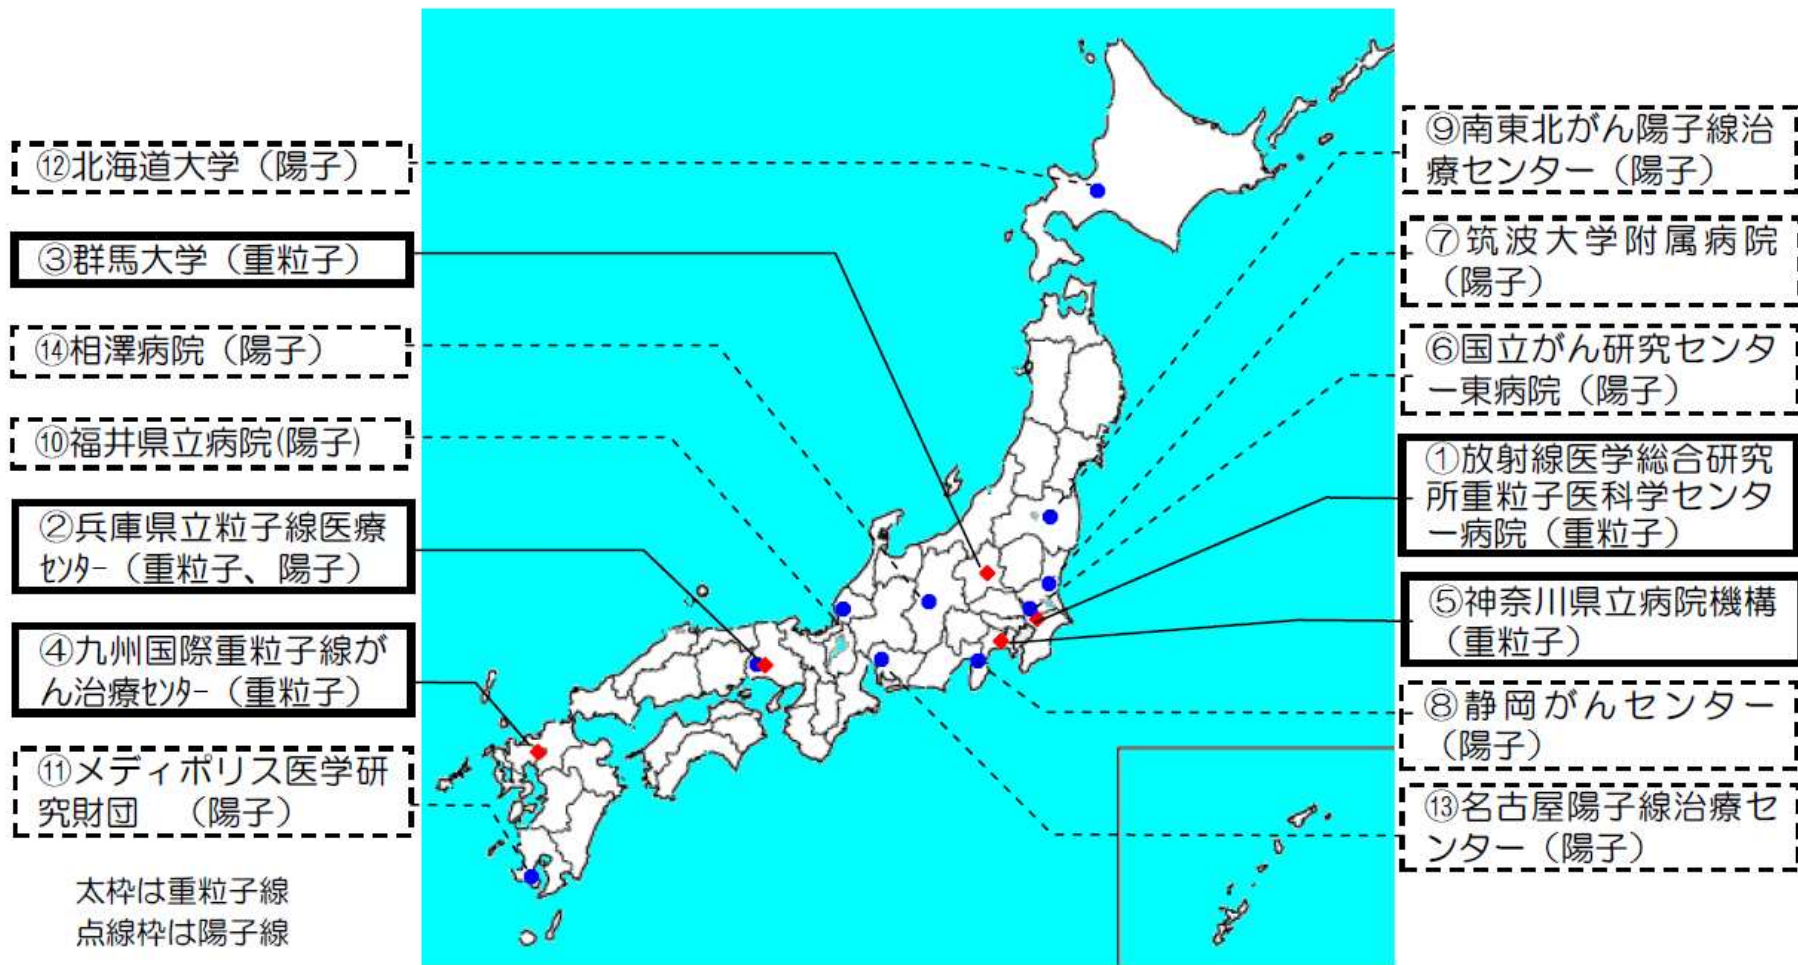 ⑫北海道大学（陽子）
③群馬大学（重粒子）
⑭相澤病院（陽子）
⑩福井県立病院(陽子)
②兵庫県立粒子線医療
ｾﾝﾀｰ（重粒子、陽子）
④九州国際重粒子線が
ん治療ｾﾝﾀｰ（重粒子）
⑪メディポリス医学研
究財団　（陽子）
太枠は重粒子線
点線枠は陽子線
⑨南東北がん陽子線治
療センター（陽子）
⑦筑波大学附属病院
（陽子）
⑥国立がん研究センタ
ー東病院（陽子）
①放射線医学総合研究
所重粒子医科学センタ
ー病院（重粒子）
⑤神奈川県立病院機構
（重粒子）
⑧静岡がんセンター
（陽子）
⑬名古屋陽子線治療セ
ンター（陽子）